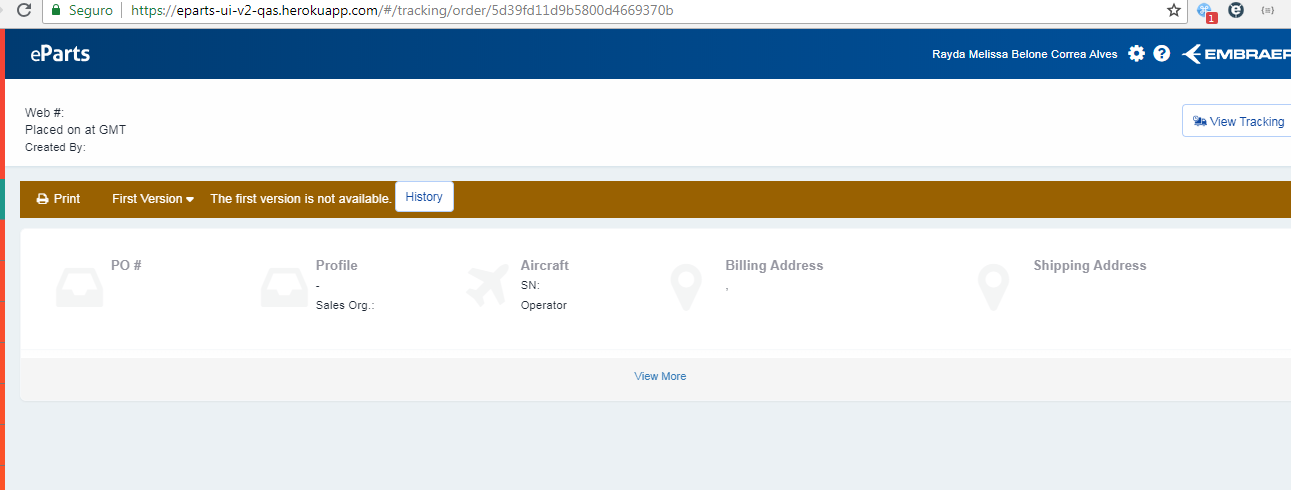 Seguro https://eparts-ui-v2-qas.herokuapp.com/#/tracking/order/5d39fd11d9b5800d4669370b 1
eParts Rayda Melissa Belone Correa Alves ? EMBRAER
Web #:
Placed on at GMT
Created By:
View Tracking
Print First Version The first version is not available. History
PO # Profile Aircraft Billing Address Shipping Address
- SN: ,
Sales Org.: Operator
View More